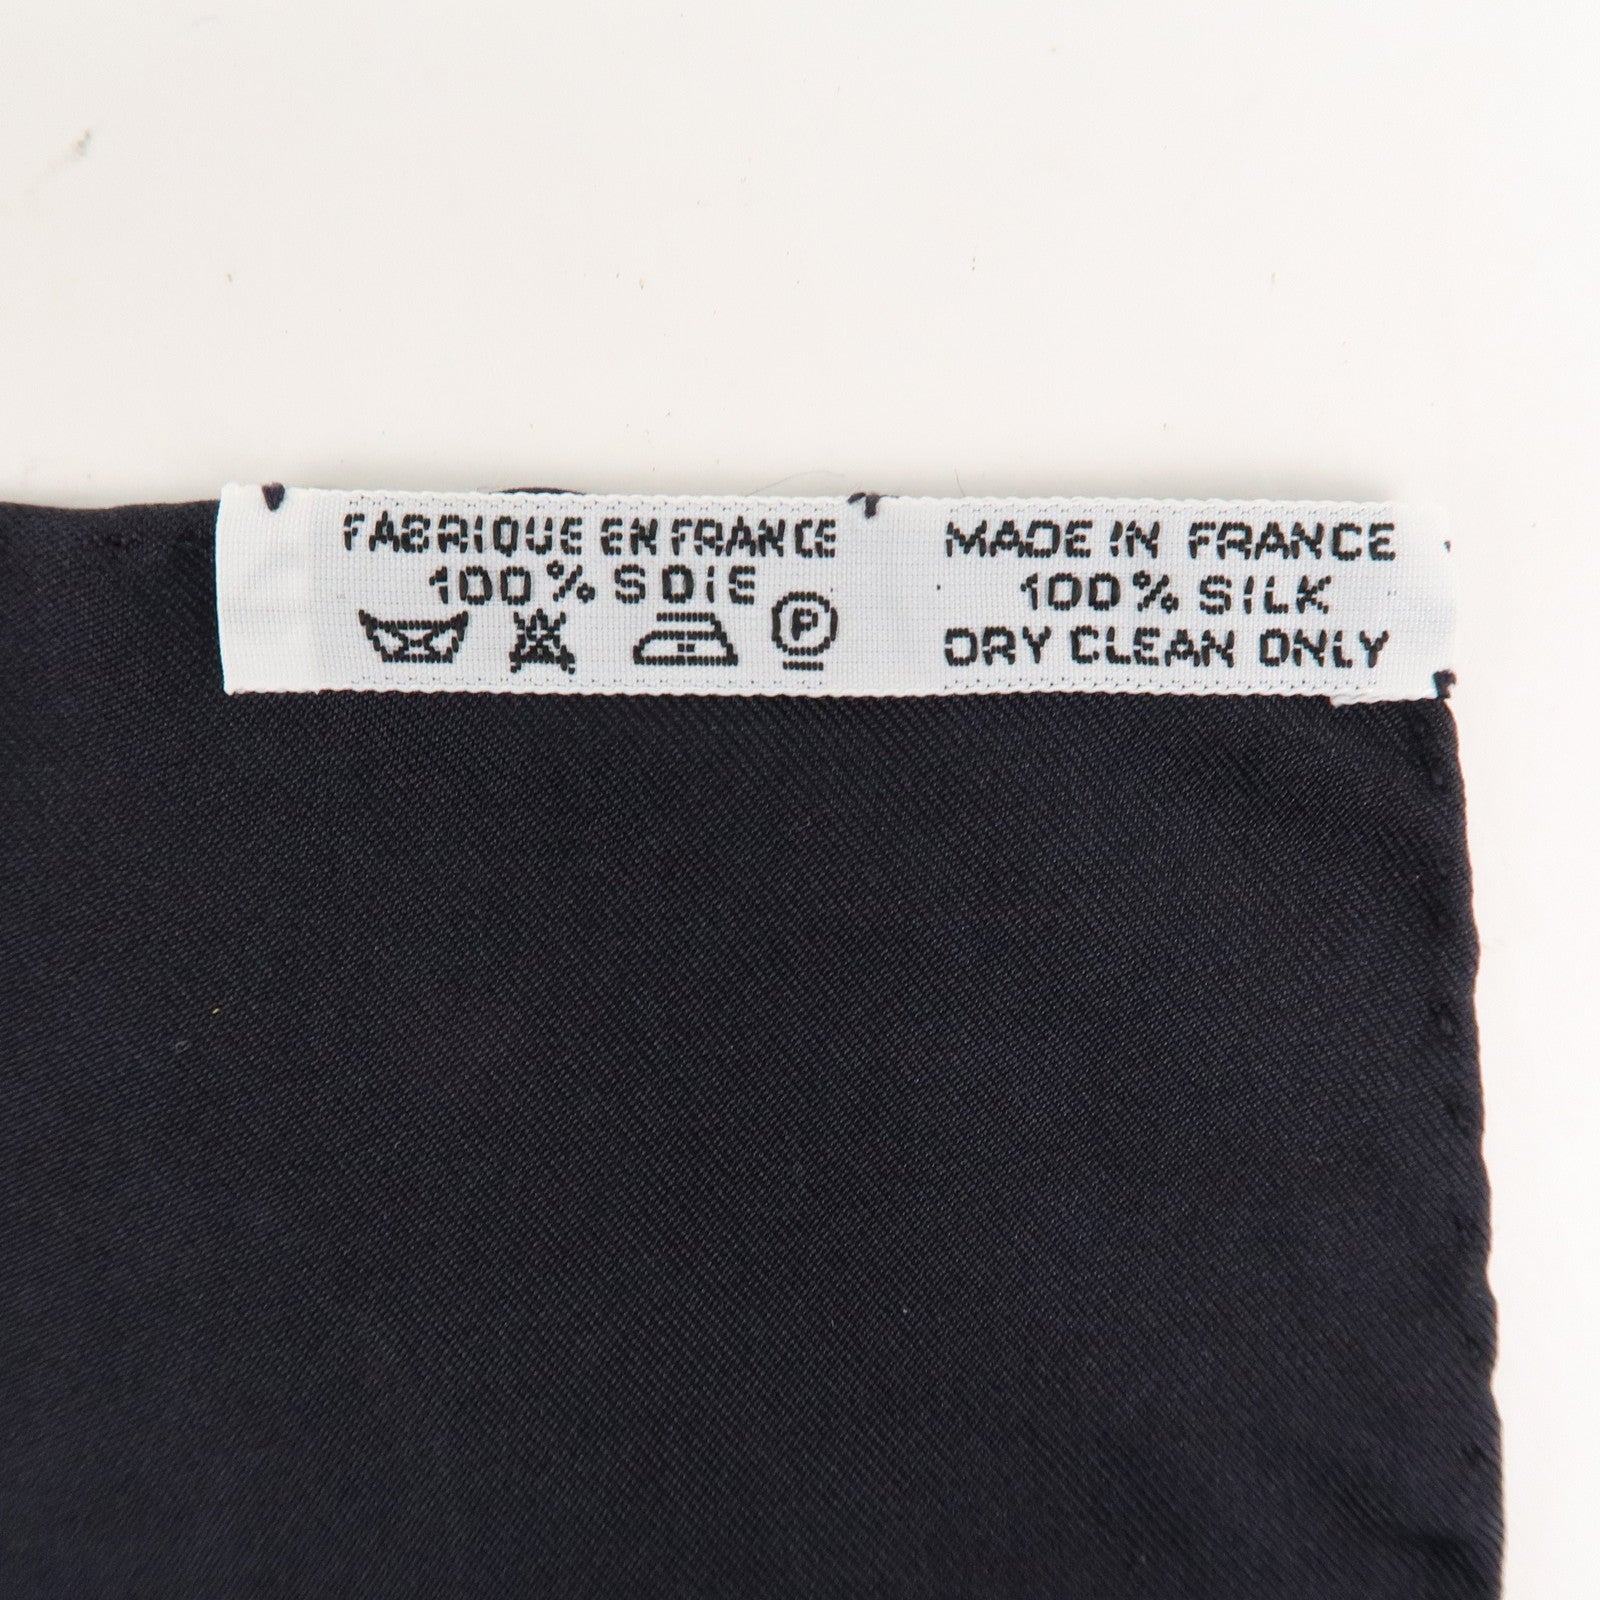 FABRIQUE EN FRANCE
100% SOIE
P
MADE IN FRANCE
100% SILK
DRY CLEAN ONLY